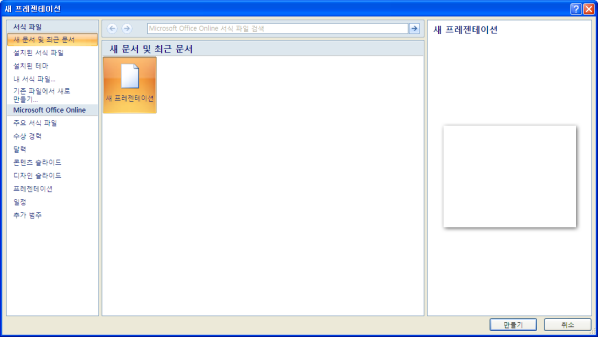 새 프레젠테이션
서식 파일
새 문서 및 최근 문서
설치된 서식 파일
설치된 테마
내 서식 파일...
기존 파일에서 새로
만들기...
Microsoft Office Online
주요 서식 파일
수상 경력
달력
콘텐츠 슬라이드
디자인 슬라이드
프레젠테이션
일정
추가 범주
Microsoft Office Online 서식 파일 검색
새 문서 및 최근 문서
새 프레젠테이션
새 프레젠테이션
만들기
취소